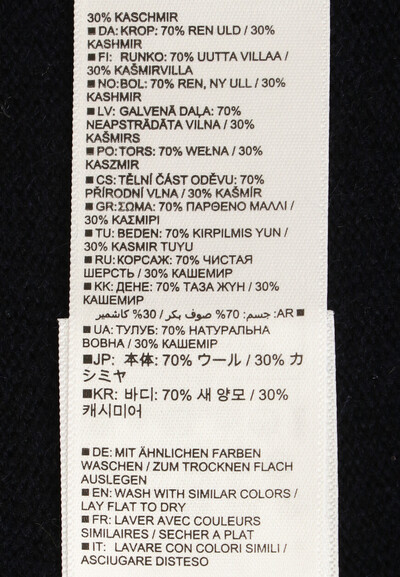 30% KASCHMIR
■ DA: KROP: 70% REN ULD / 30%
KASHMIR
■ FI: RUNKO: 70% UUTTA VILLAA /
30% KAŠMIRVILLA
■ NO:BOL: 70% REN, NY ULL / 30%
KASHMIR
■ LV: GALVENĀ DAĻA: 70%
NEAPSTRĀDĀTA VILNA / 30%
KAŠMIRS
■ PO: TORS: 70% WEŁNA / 30%
KASZMIR
■ CS: TĚLNÍ ČÁST ODĚVU: 70%
PŘÍRODNÍ VLNA / 30% KAŠMÍR
■ GR:ΣΩΜΑ: 70% ΠΑΡΘΕΝΟ ΜΑΛΛΙ /
30% ΚΑΣΜΙΡΙ
■ TU: BEDEN: 70% KIRPILMIS YUN /
30% KASMIR TUYU
■ RU: КОРСАЖ: 70% ЧИСТАЯ
ШЕРСТЬ / 30% КАШЕМИР
■ KK: ДЕНЕ: 70% ТАЗА ЖҮН / 30%
КАШЕМИР
■ AR: جسم: 70% صوف بكر / 30% كاشمير
■ UA: ТУЛУБ: 70% НАТУРАЛЬНА
ВОВНА / 30% КАШЕМИР
■JP: 本体: 70% ウール / 30% カ
シミヤ
■KR: 바디: 70% 새 양모 / 30%
캐시미어
■ DE: MIT ÄHNLICHEN FARBEN
WASCHEN / ZUM TROCKNEN FLACH
AUSLEGEN
■ EN: WASH WITH SIMILAR COLORS /
LAY FLAT TO DRY
■ FR: LAVER AVEC COULEURS
SIMILAIRES / SECHER A PLAT
■ IT: LAVARE CON COLORI SIMILI /
ASCIUGARE DISTESO